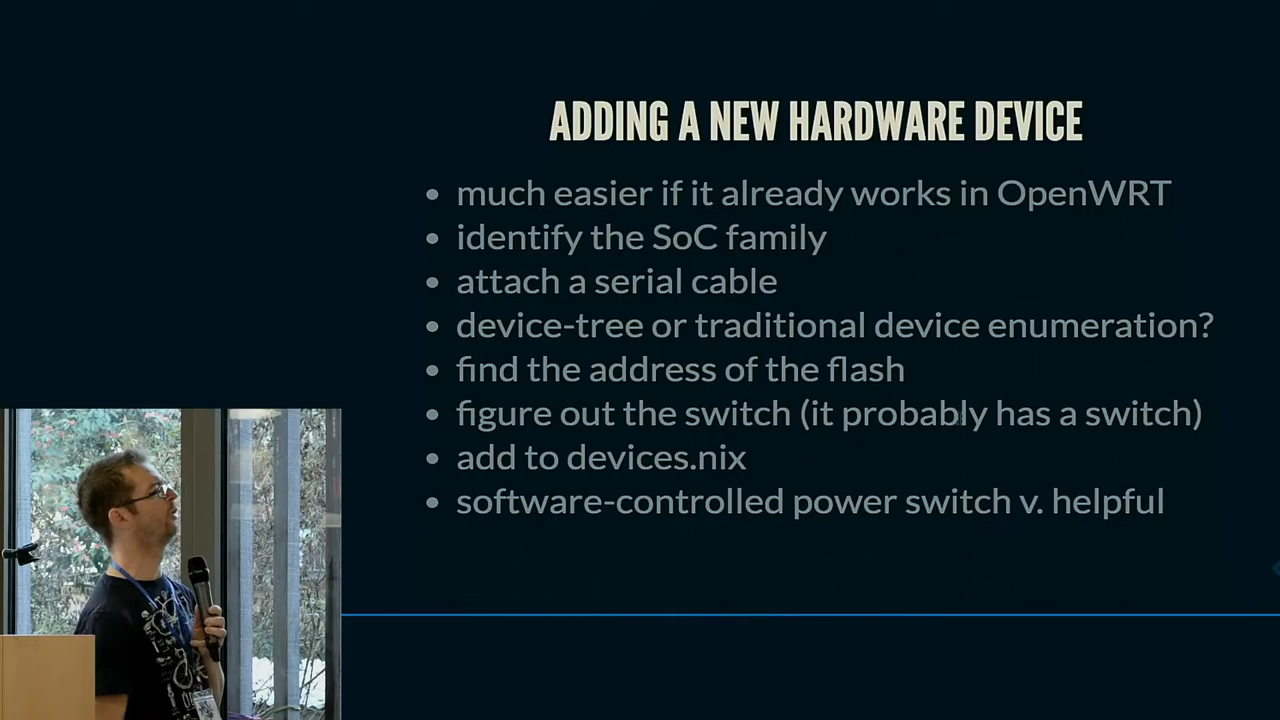 ADDING A NEW HARDWARE DEVICE
much easier if it already works in OpenWRT
identify the SoC family
attach a serial cable
device-tree or traditional device enumeration?
find the address of the flash
figure out the switch (it probably has a switch)
add to devices.nix
software-controlled power switch v. helpful